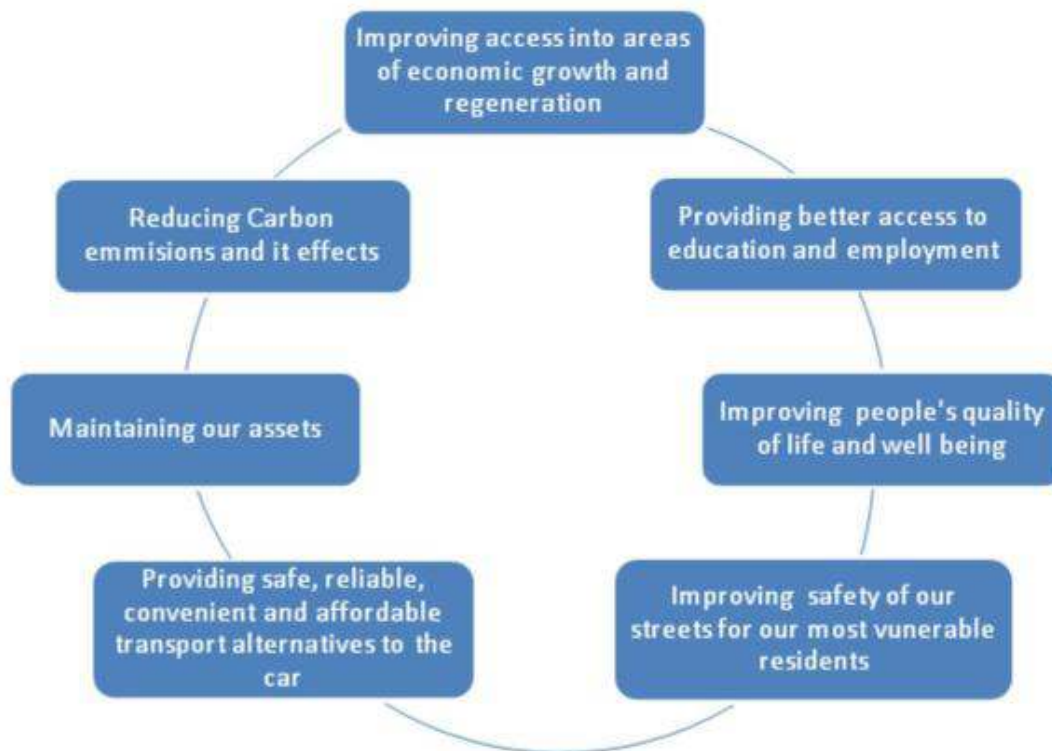 Improving access into areas
of economic growth and
regeneration
Providing better access to
education and employment
Improving people's quality
of life and well being
Improving safety of our
streets for our most vunerable
residents
Providing safe, reliable,
convenient and affordable
transport alternatives to the
car
Maintaining our assets
Reducing Carbon
emmisions and it effects